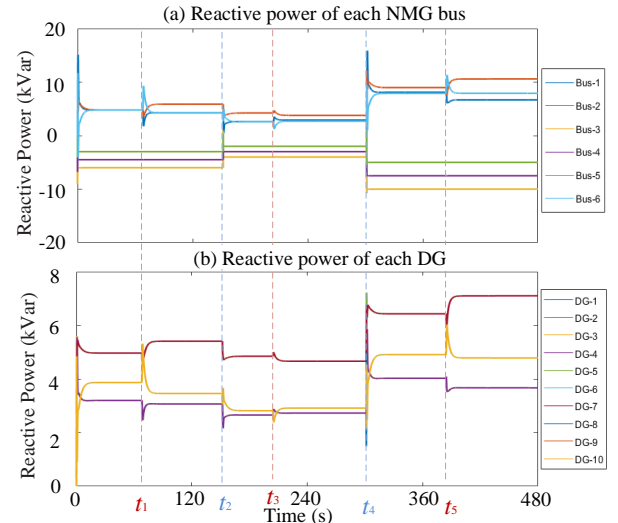 (a) Reactive power of each NMG bus
Reactive Power (kVar)
20
10
0
-10
-20
Bus-1
Bus-2
Bus-3
Bus-4
Bus-5
Bus-6
(b) Reactive power of each DG
Reactive Power (kVar)
8
6
4
2
0
DG-1
DG-2
DG-3
DG-4
DG-5
DG-6
DG-7
DG-8
DG-9
DG-10
0 t1 120 t2 t3 240 t4 360 t5 480
Time (s)